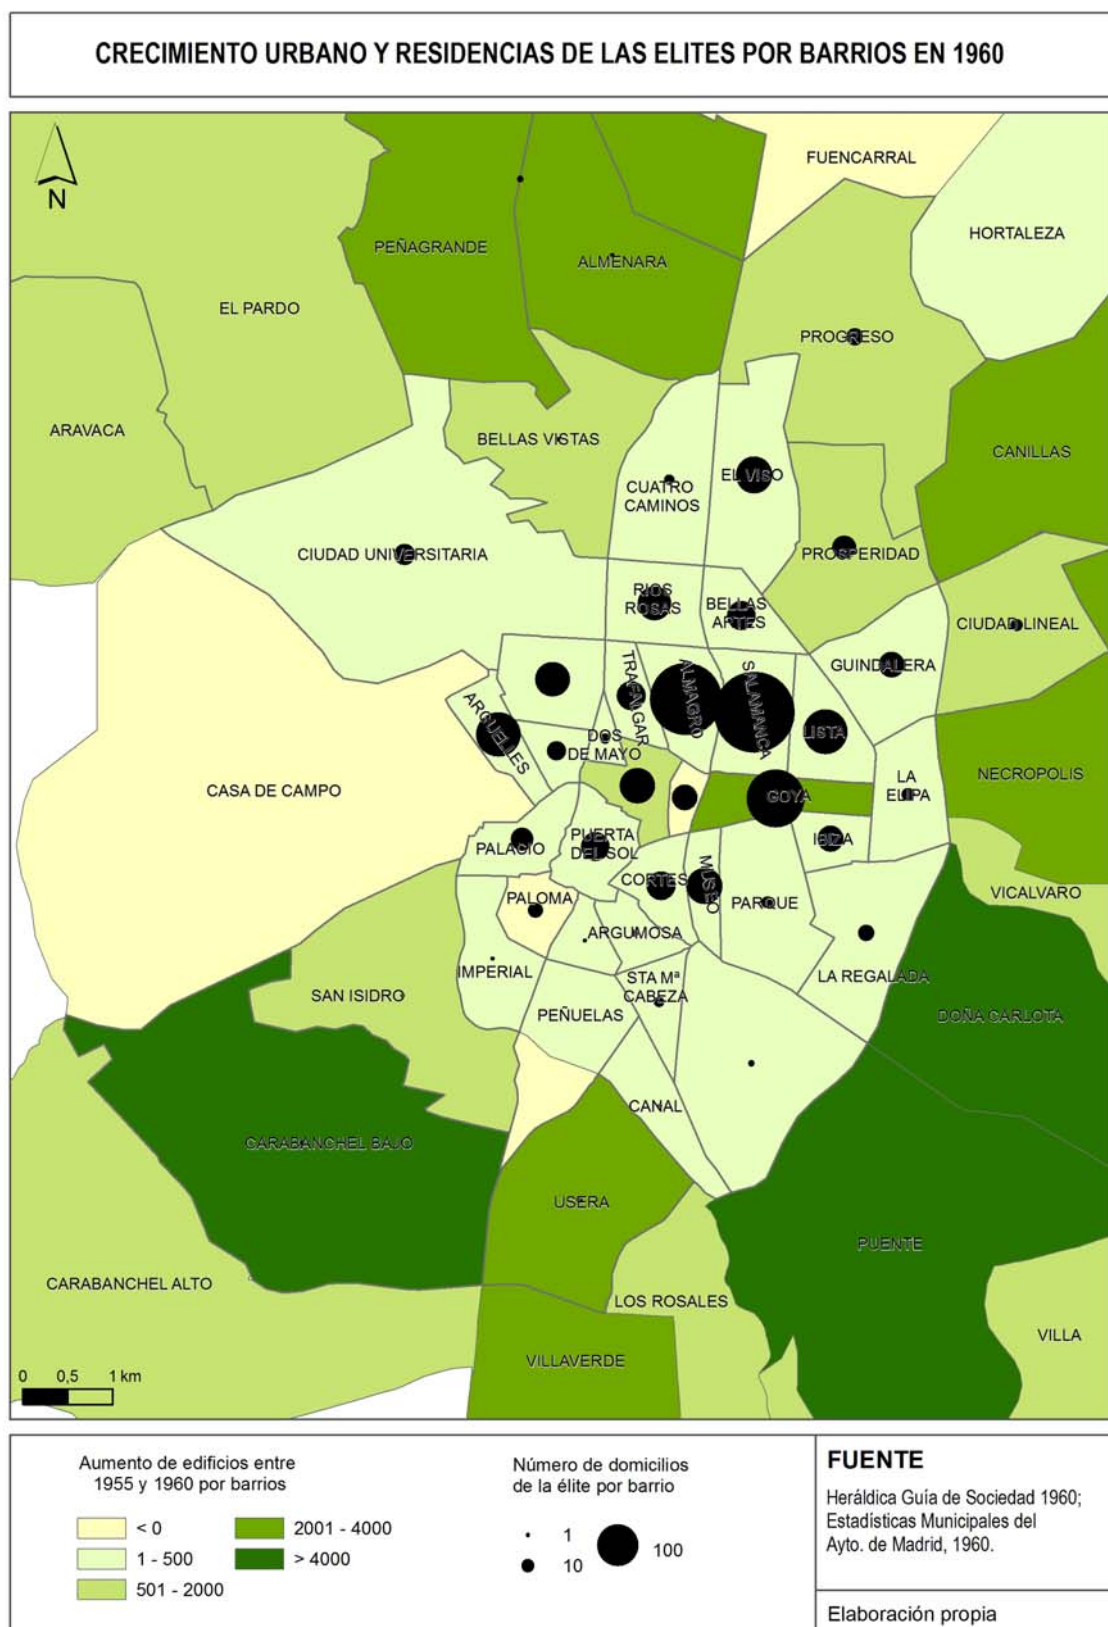 CRECIMIENTO URBANO Y RESIDENCIAS DE LAS ELITES POR BARRIOS EN 1960
N
FUENCARRAL
HORTALEZA
PEÑAGRANDE
ALMENARA
EL PARDO
PROGRESO
ARAVACA
BELLAS VISTAS
CANILLAS
CUATRO
CAMINOS
EL VISO
CIUDAD UNIVERSITARIA
PROSPERIDAD
RIOS
ROSAS
BELLAS
ARTES
CIUDAD LINEAL
GUINDALERA
TRAFALGAR
ALMAGRO
SALAMANCA
ARGUELLES
LISTA
DOS
DE MAYO
NECROPOLIS
CASA DE CAMPO
GOYA
LA
ELIPA
PALACIO
PUERTA
DEL SOL
IBIZA
CORTES
MUSEO
PARQUE
VICALVARO
PALOMA
ARGUMOSA
IMPERIAL
STA Mª
CABEZA
LA REGALADA
SAN ISIDRO
PEÑUELAS
DOÑA CARLOTA
CANAL
CARABANCHEL BAJO
USERA
PUENTE
CARABANCHEL ALTO
LOS ROSALES
VILLA
VILLAVERDE
0 0,5 1 km
Aumento de edificios entre
1955 y 1960 por barrios
< 0
1 - 500
501 - 2000
2001 - 4000
> 4000
Número de domicilios
de la élite por barrio
1
10
100
FUENTE
Heráldica Guía de Sociedad 1960;
Estadísticas Municipales del
Ayto. de Madrid, 1960.
Elaboración propia